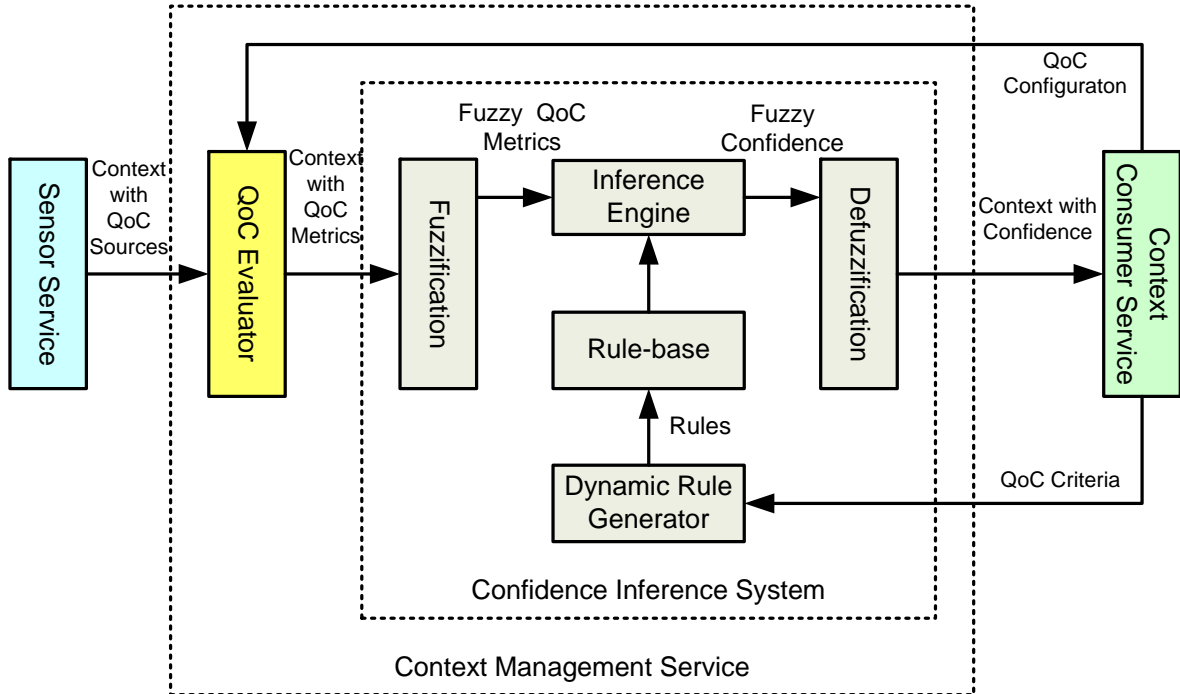 QoC
Configuraton
Fuzzy QoC
Metrics
Fuzzy
Confidence
Sensor Service
Context
with
QoC
Sources
QoC Evaluator
Context
with
QoC
Metrics
Fuzzification
Inference
Engine
Defuzzification
Context with
Confidence
Context
Consumer Service
Rule-base
Rules
Dynamic Rule
Generator
QoC Criteria
Confidence Inference System
Context Management Service